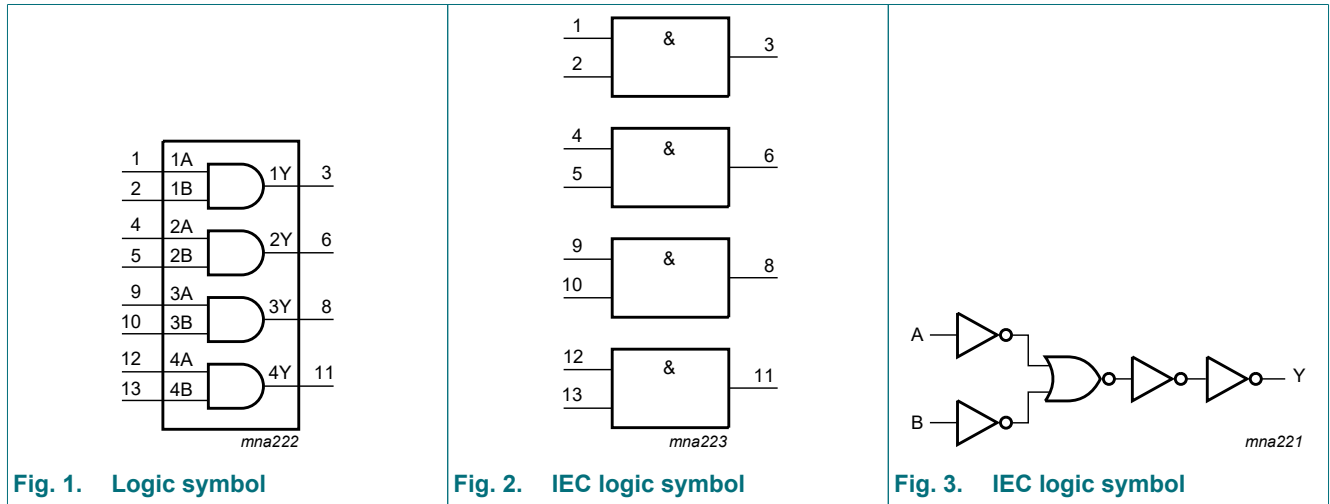 1 1A 1Y 3
2 1B
4 2A 2Y 6
5 2B
9 3A 3Y 8
10 3B
12 4A 4Y 11
13 4B
mna222
Fig. 1. Logic symbol
1 & 3
2
4 & 6
5
9 & 8
10
12 & 11
13
mna223
Fig. 2. IEC logic symbol
A
Y
B
mna221
Fig. 3. IEC logic symbol